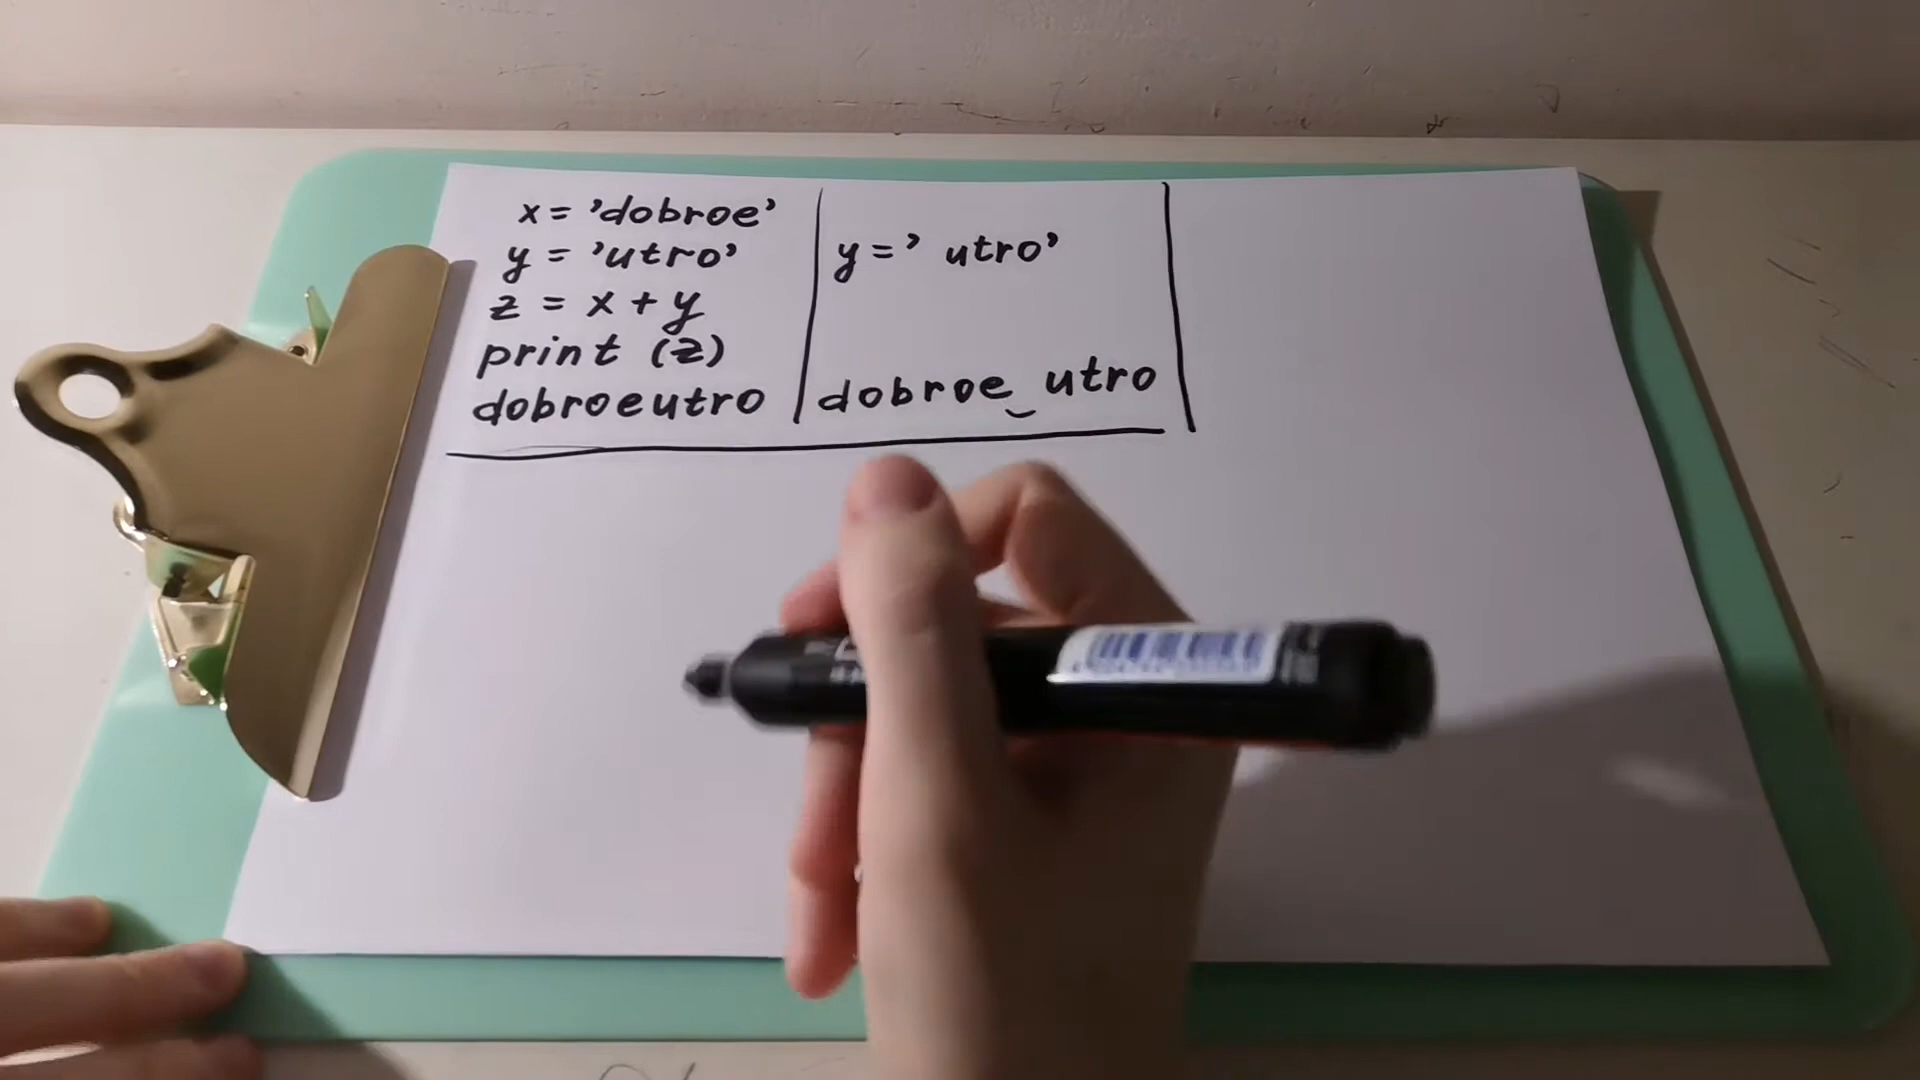 x = 'dobroe'
y = 'utro'
z = x + y
print (z)
dobroeutro
y = ' utro'
dobroe utro